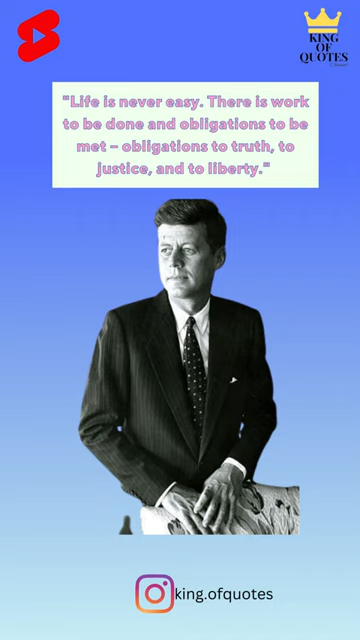 KING
OF
QUOTES
"Life is never easy. There is work
to be done and obligations to be
met – obligations to truth, to
justice, and to liberty."
king.ofquotes